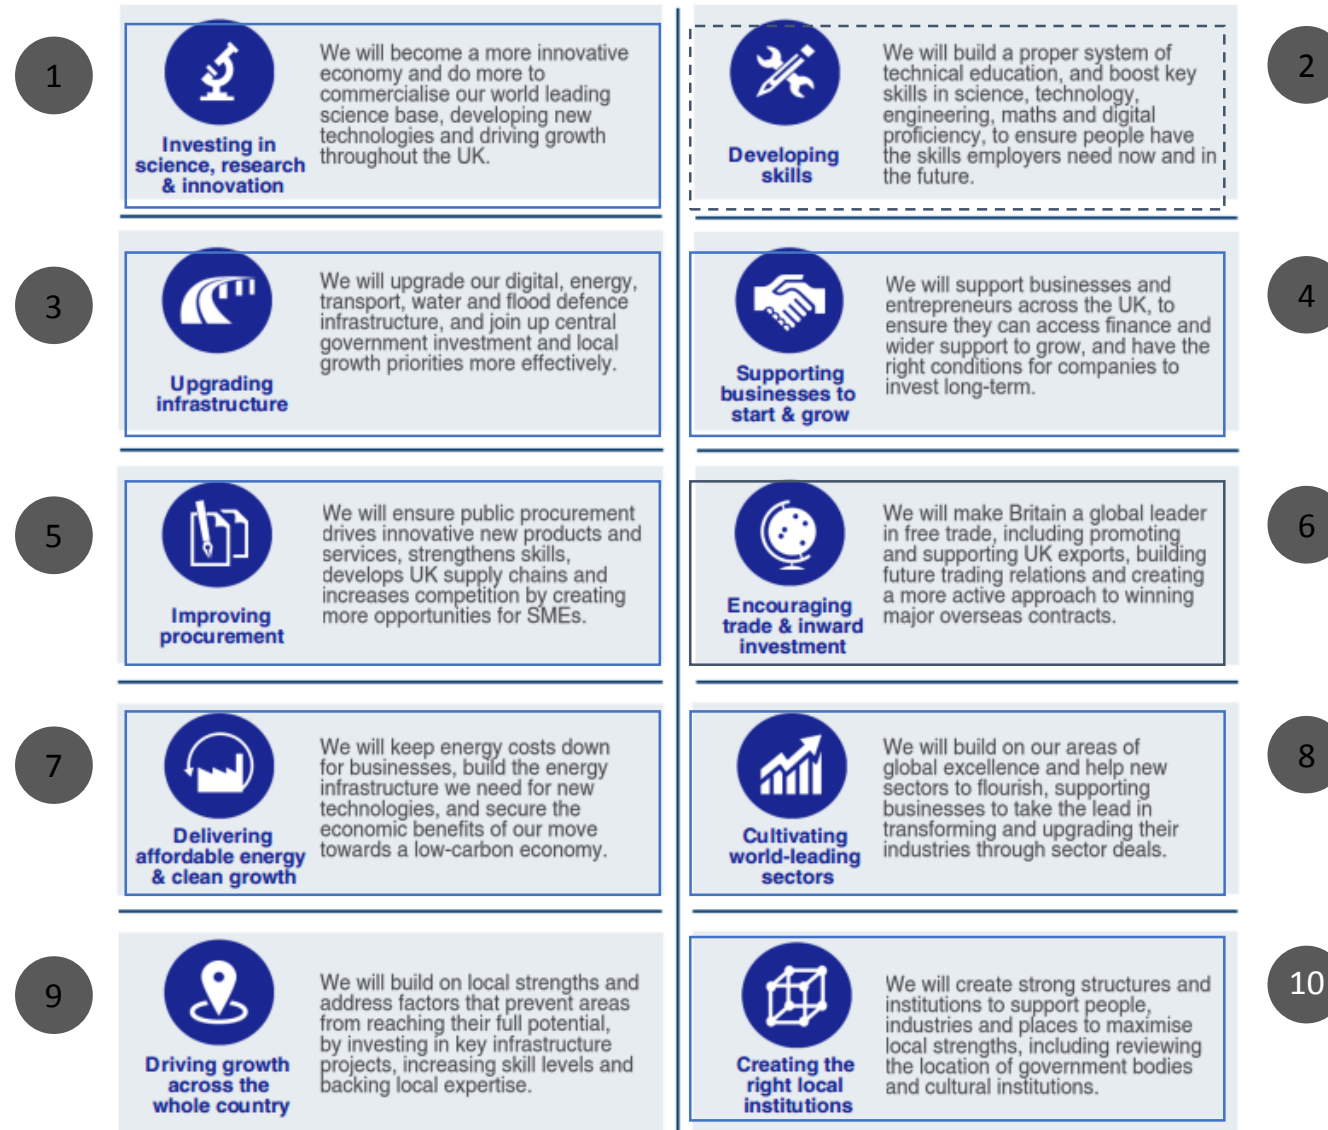 1
Investing in
science, research
& innovation
We will become a more innovative
economy and do more to
commercialise our world leading
science base, developing new
technologies and driving growth
throughout the UK.
2
Developing
skills
We will build a proper system of
technical education, and boost key
skills in science, technology,
engineering, maths and digital
proficiency, to ensure people have
the skills employers need now and in
the future.
3
Upgrading
infrastructure
We will upgrade our digital, energy,
transport, water and flood defence
infrastructure, and join up central
government investment and local
growth priorities more effectively.
4
Supporting
businesses to
start & grow
We will support businesses and
entrepreneurs across the UK, to
ensure they can access finance and
wider support to grow, and have the
right conditions for companies to
invest long-term.
5
Improving
procurement
We will ensure public procurement
drives innovative new products and
services, strengthens skills,
develops UK supply chains and
increases competition by creating
more opportunities for SMEs.
6
Encouraging
trade & inward
investment
We will make Britain a global leader
in free trade, including promoting
and supporting UK exports, building
future trading relations and creating
a more active approach to winning
major overseas contracts.
7
Delivering
affordable energy
& clean growth
We will keep energy costs down
for businesses, build the energy
infrastructure we need for new
technologies, and secure the
economic benefits of our move
towards a low-carbon economy.
8
Cultivating
world-leading
sectors
We will build on our areas of
global excellence and help new
sectors to flourish, supporting
businesses to take the lead in
transforming and upgrading their
industries through sector deals.
9
Driving growth
across the
whole country
We will build on local strengths and
address factors that prevent areas
from reaching their full potential,
by investing in key infrastructure
projects, increasing skill levels and
backing local expertise.
10
Creating the
right local
institutions
We will create strong structures and
institutions to support people,
industries and places to maximise
local strengths, including reviewing
the location of government bodies
and cultural institutions.